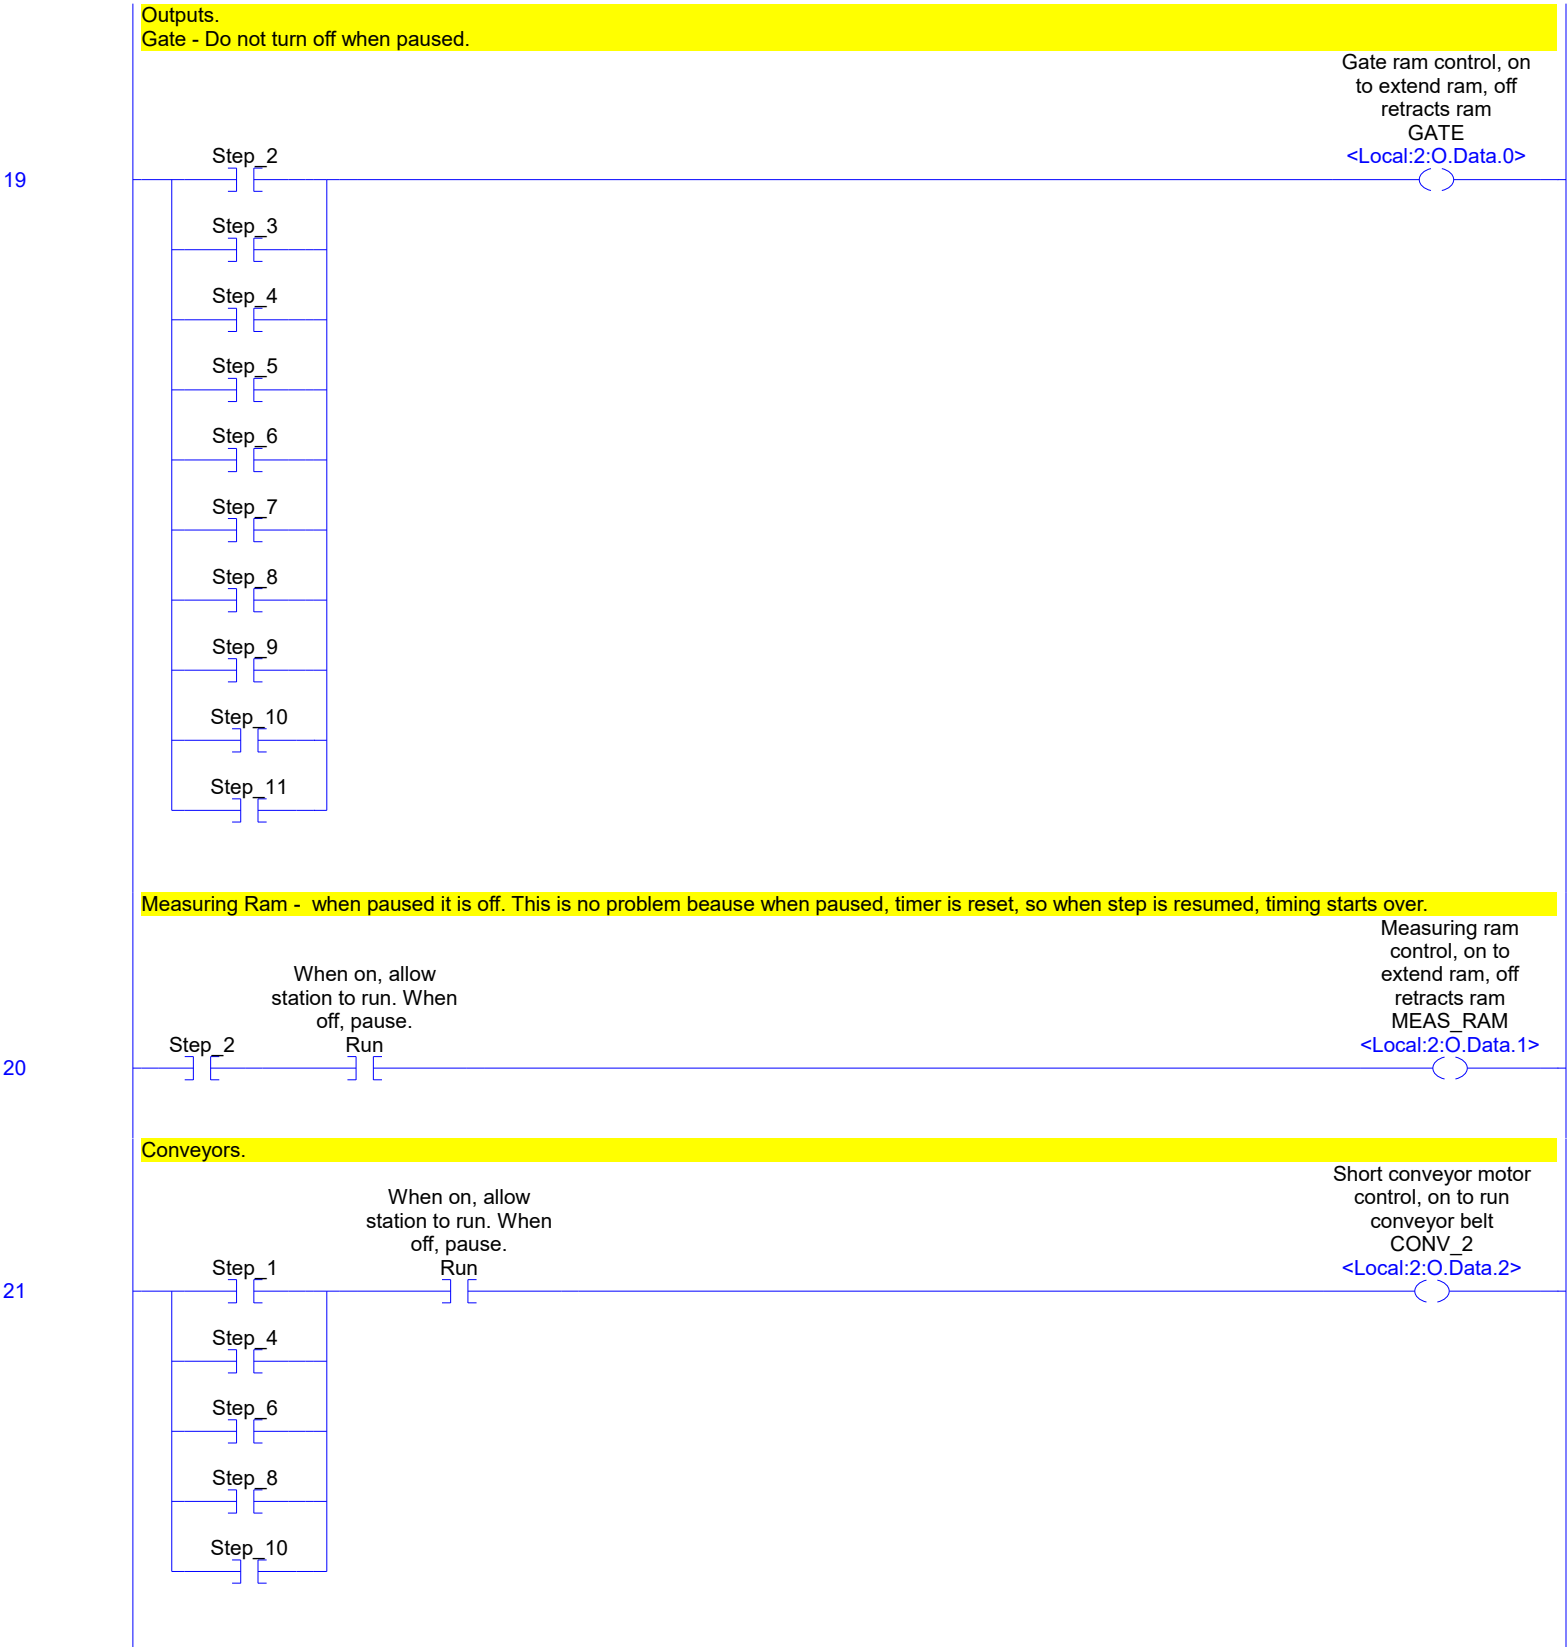 Outputs.
Gate - Do not turn off when paused.
Gate ram control, on
to extend ram, off
retracts ram
GATE
<Local:2:O.Data.0>
19
Step_2
Step_3
Step_4
Step_5
Step_6
Step_7
Step_8
Step_9
Step_10
Step_11
Measuring Ram -  when paused it is off. This is no problem beause when paused, timer is reset, so when step is resumed, timing starts over.
Measuring ram
control, on to
extend ram, off
retracts ram
MEAS_RAM
<Local:2:O.Data.1>
When on, allow
station to run. When
off, pause.
Run
Step_2
20
Conveyors.
Short conveyor motor
control, on to run
conveyor belt
CONV_2
<Local:2:O.Data.2>
When on, allow
station to run. When
off, pause.
Run
Step_1
21
Step_4
Step_6
Step_8
Step_10